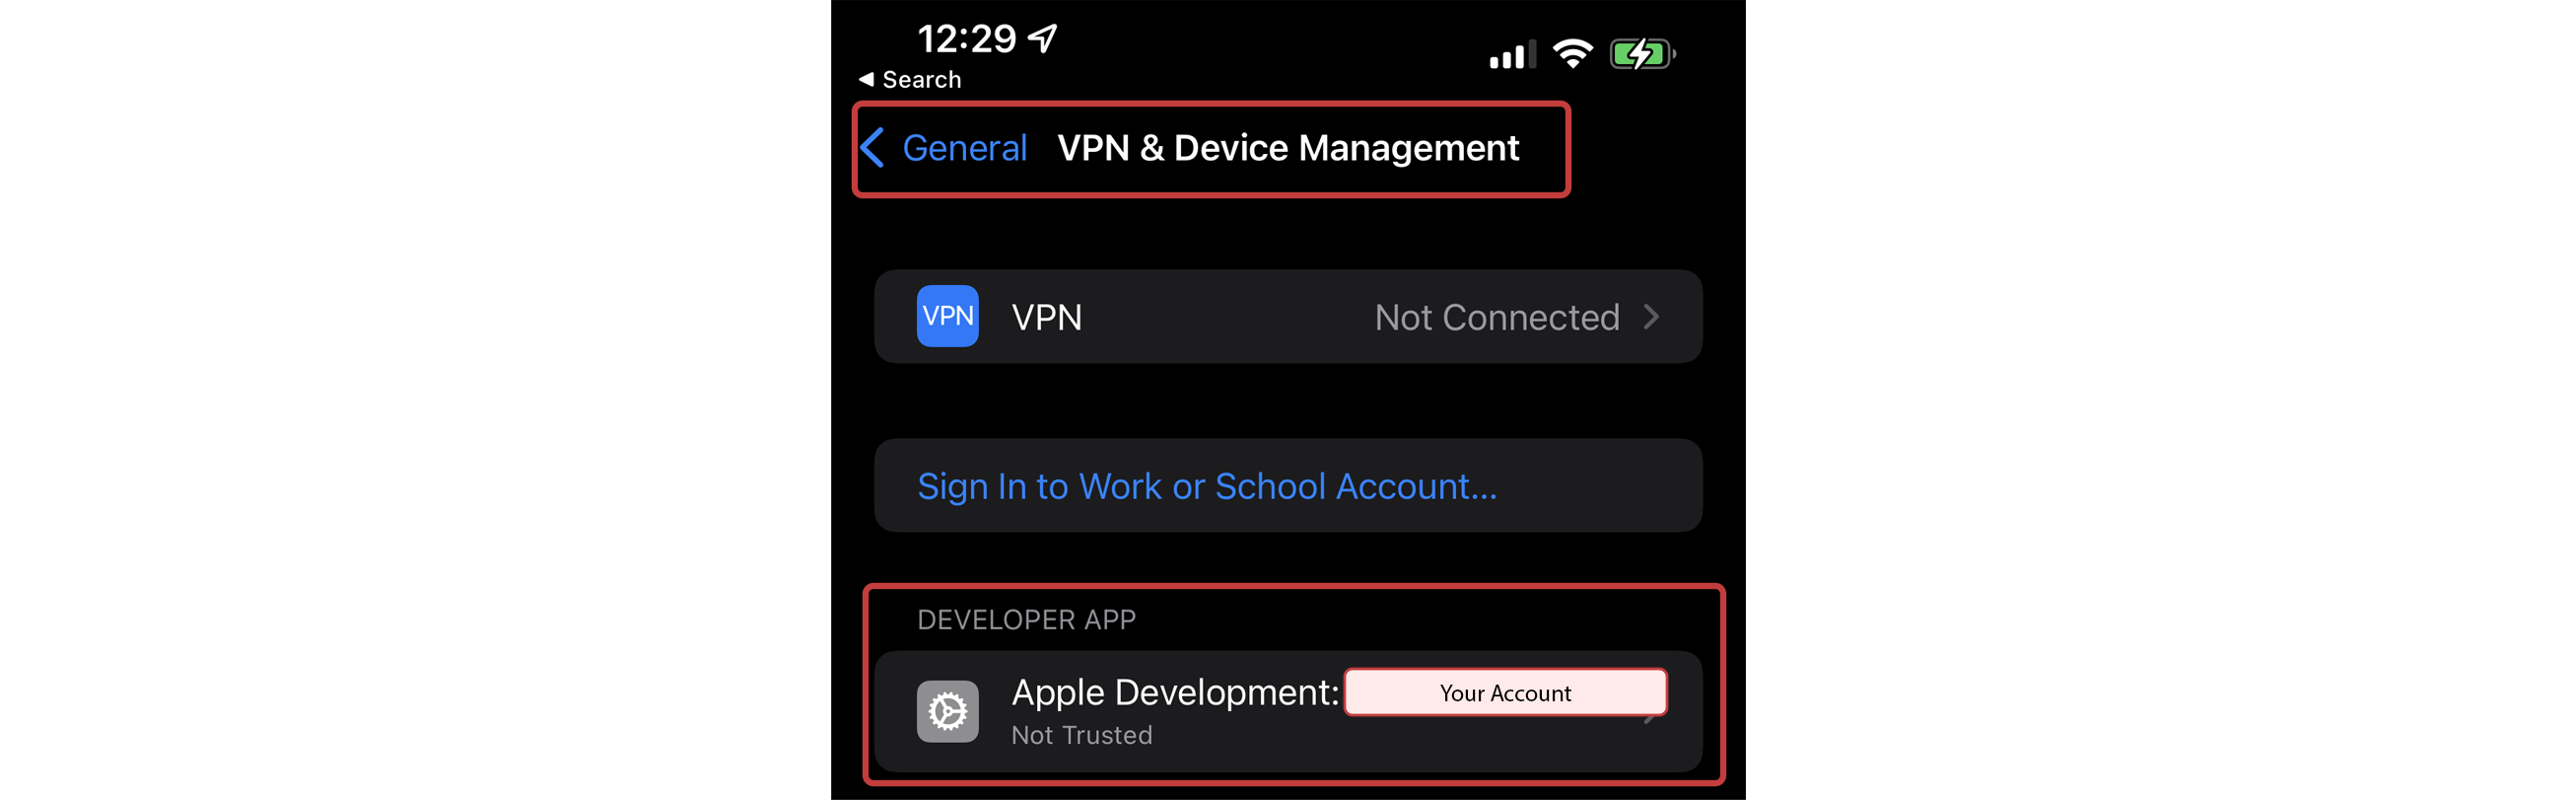 12:29
◀ Search
General VPN & Device Management
VPN VPN Not Connected
Sign In to Work or School Account...
DEVELOPER APP
Apple Development: Your Account
Not Trusted